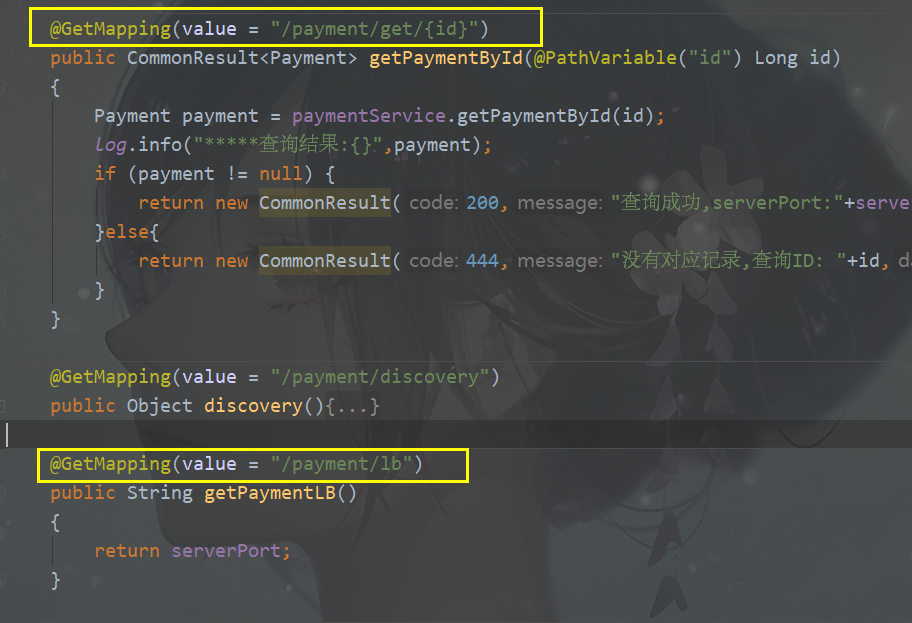 @GetMapping(value = "/payment/get/{id}")
public CommonResult<Payment> getPaymentById(@PathVariable("id") Long id)
{
Payment payment = paymentService.getPaymentById(id);
log.info("*****查询结果:{}",payment);
if (payment != null) {
return new CommonResult( code: 200, message: "查询成功,serverPort:"+serve
}else{
return new CommonResult( code: 444, message: "没有对应记录,查询ID: "+id, da
}
}
@GetMapping(value = "/payment/discovery")
public Object discovery(){...}
@GetMapping(value = "/payment/lb")
public String getPaymentLB()
{
return serverPort;
}